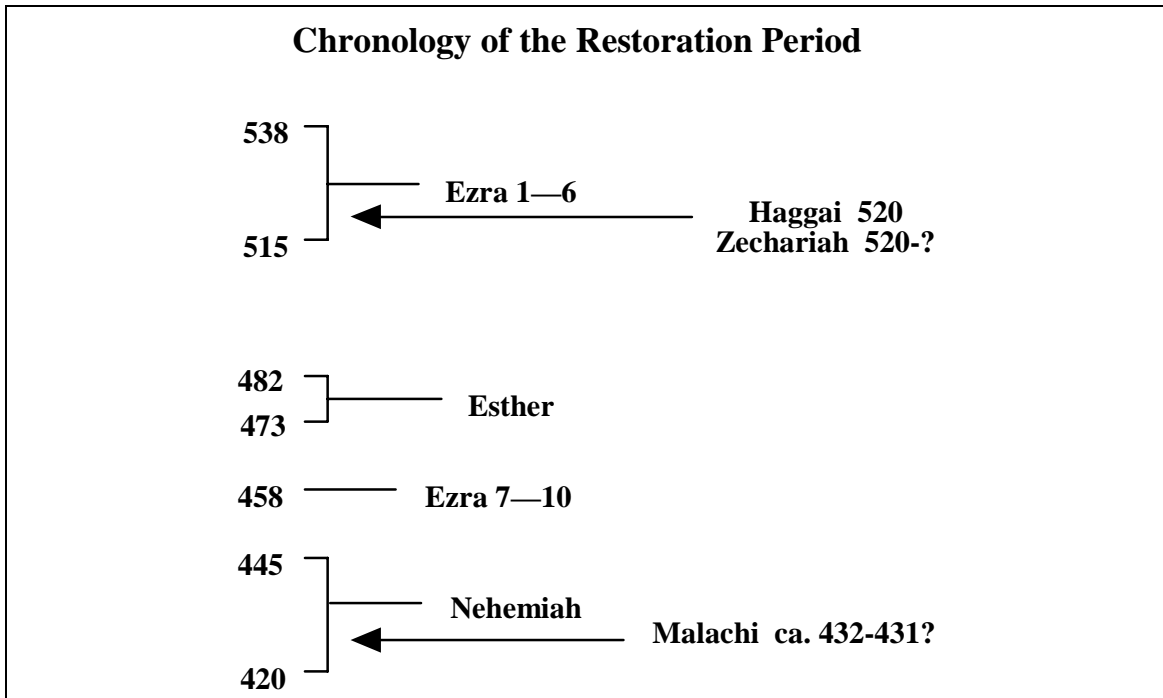 Chronology of the Restoration Period
538
Ezra 1—6
Haggai 520
515
Zechariah 520-?
482
Esther
473
458
Ezra 7—10
445
Nehemiah
Malachi ca. 432-431?
420